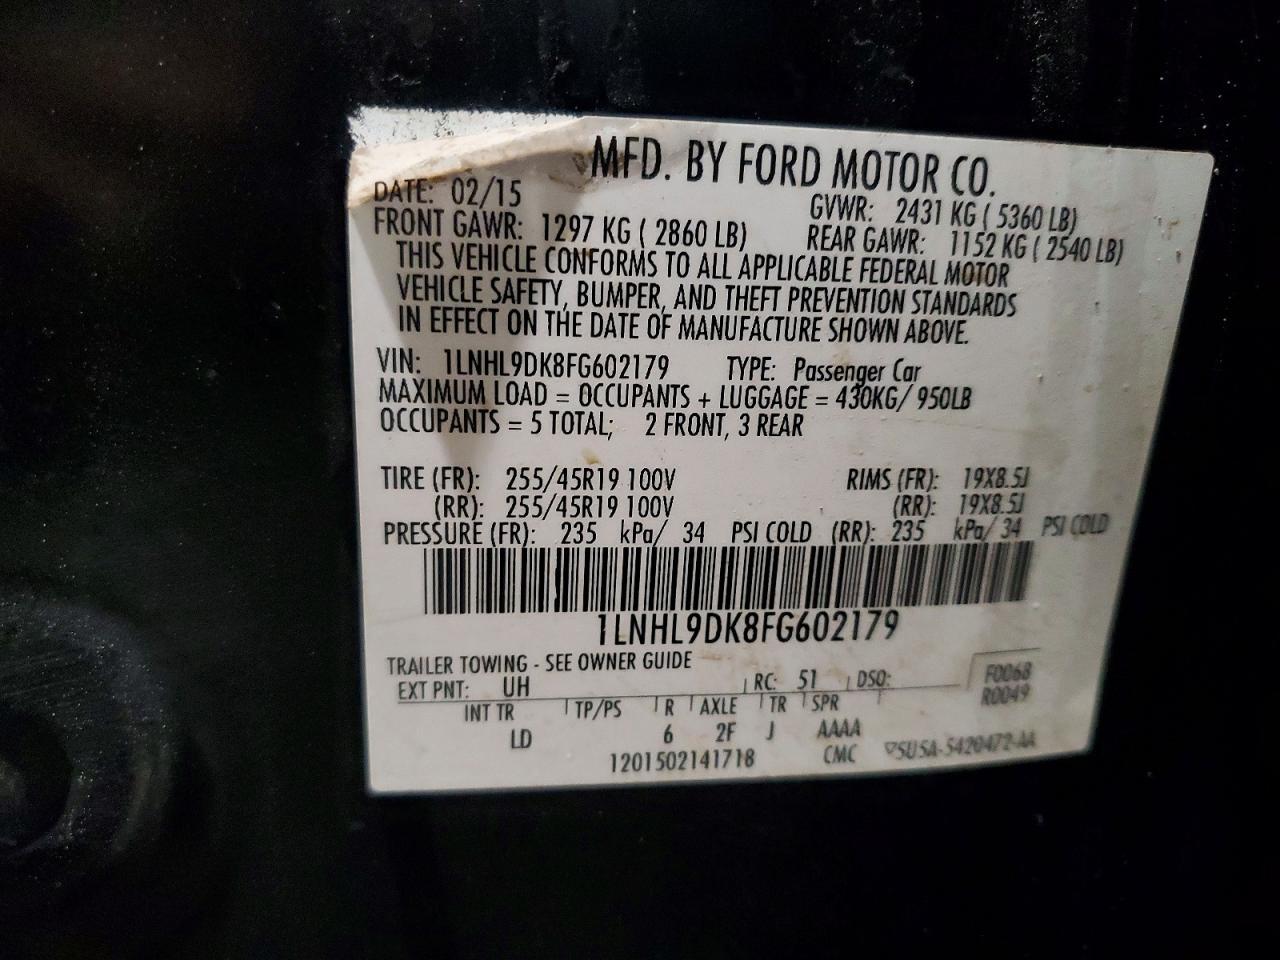 MFD. BY FORD MOTOR CO.
DATE: 02/15 GVWR: 2431 KG ( 5360 LB)
FRONT GAWR: 1297 KG ( 2860 LB) REAR GAWR: 1152 KG ( 2540 LB)
THIS VEHICLE CONFORMS TO ALL APPLICABLE FEDERAL MOTOR
VEHICLE SAFETY, BUMPER, AND THEFT PREVENTION STANDARDS
IN EFFECT ON THE DATE OF MANUFACTURE SHOWN ABOVE.
VIN: 1LNHL9DK8FG602179 TYPE: Passenger Car
MAXIMUM LOAD = OCCUPANTS + LUGGAGE = 430KG/ 950LB
OCCUPANTS = 5 TOTAL; 2 FRONT, 3 REAR
TIRE (FR): 255/45R19 100V RIMS (FR): 19X8.5J
(RR): 255/45R19 100V (RR): 19X8.5J
PRESSURE (FR): 235 kPa/ 34 PSI COLD (RR): 235 kPa/ 34 PSI COLD
1LNHL9DK8FG602179
TRAILER TOWING - SEE OWNER GUIDE
EXT PNT: UH RC: 51 DSO: F0068
R0049
INT TR TP/PS R AXLE TR SPR
LD 6 2F J AAAA
1201502141718 CMC SU5A-5420472-AA